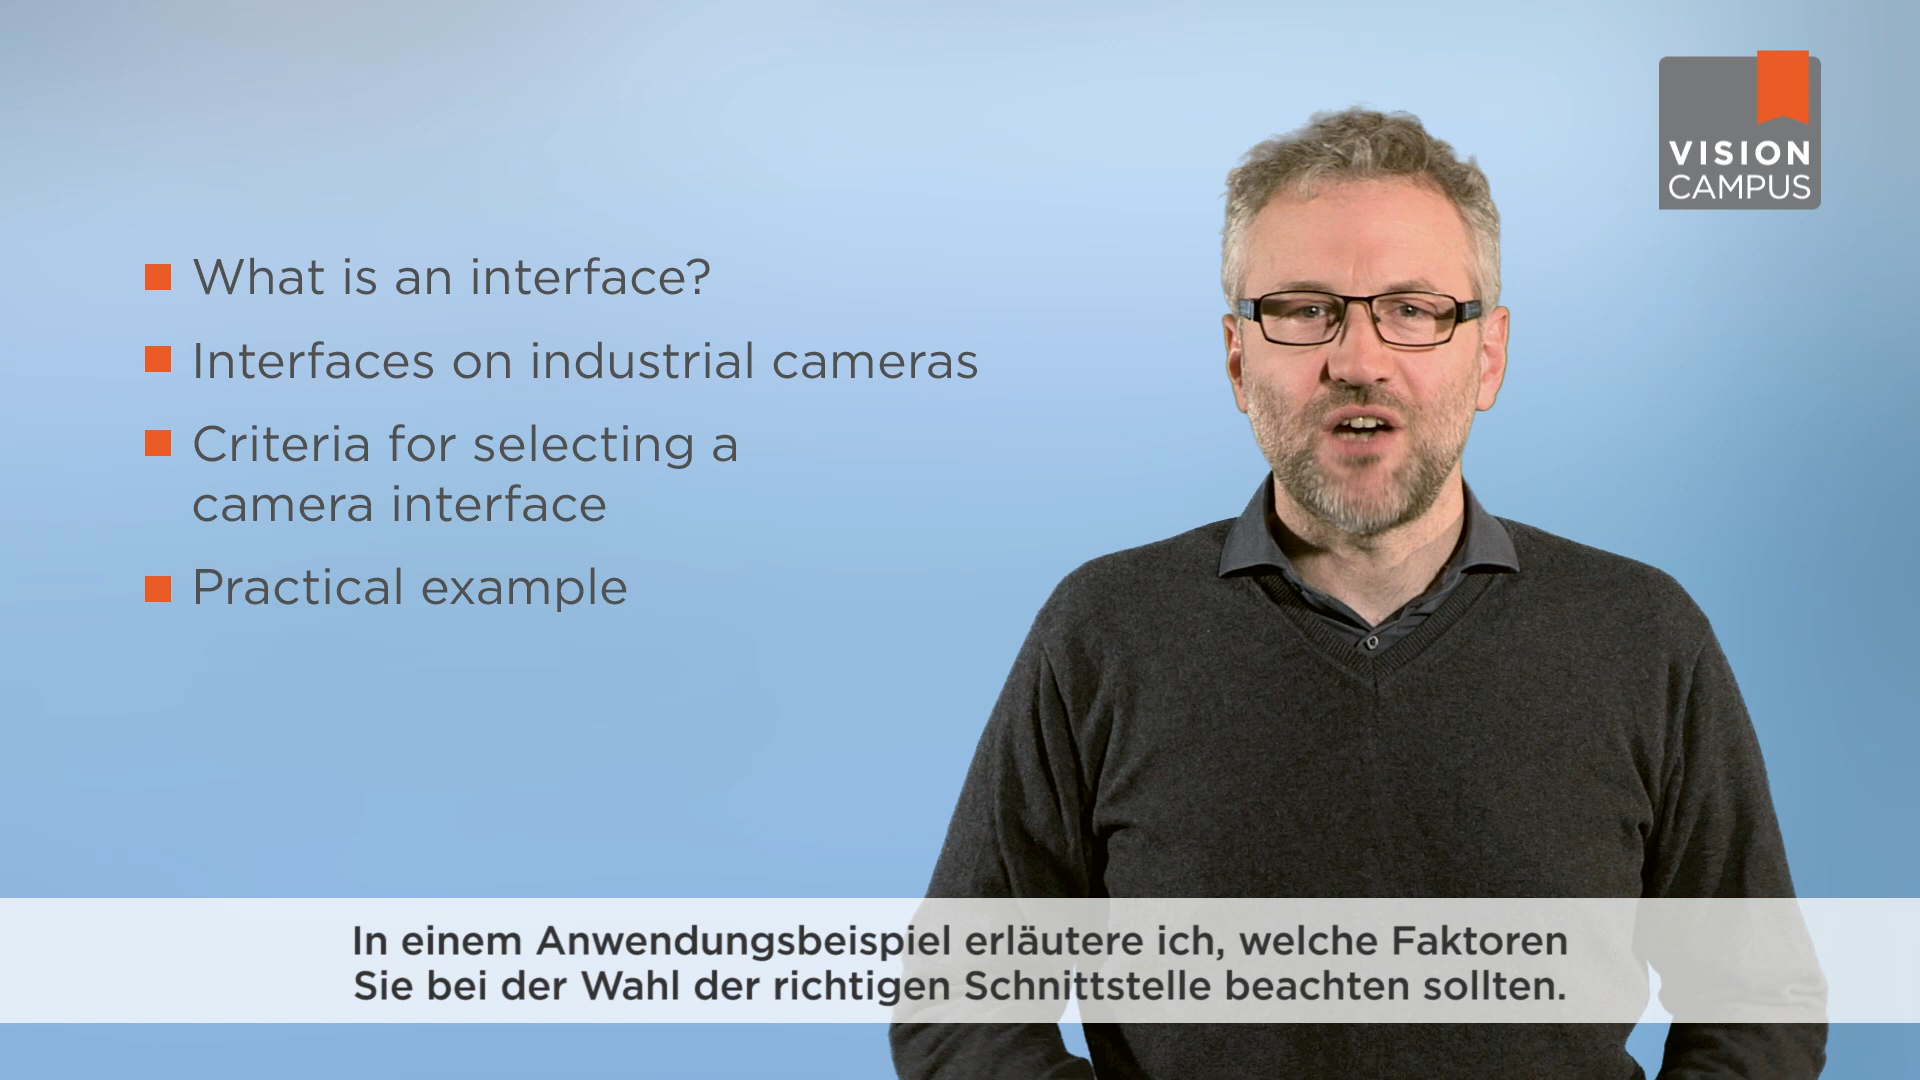 VISION
CAMPUS
What is an interface?
Interfaces on industrial cameras
Criteria for selecting a
camera interface
Practical example
In einem Anwendungsbeispiel erläutere ich, welche Faktoren
Sie bei der Wahl der richtigen Schnittstelle beachten sollten.